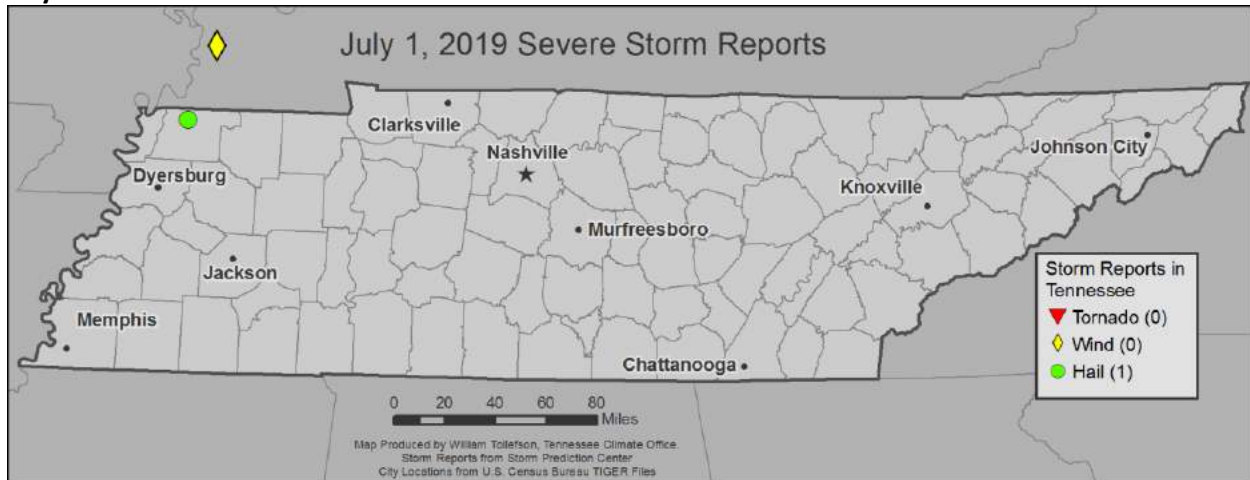 July 1, 2019 Severe Storm Reports
Clarksville
Nashville
Johnson City
Dyersburg
Knoxville
Murfreesboro
Jackson
Storm Reports in
Tennessee
Tornado (0)
Wind (0)
Hail (1)
Memphis
Chattanooga
0 20 40 60 80
Miles
Map Produced by William Tollefson, Tennessee Climate Office.
Storm Reports from Storm Prediction Center
City Locations from U.S. Census Bureau TIGER Files